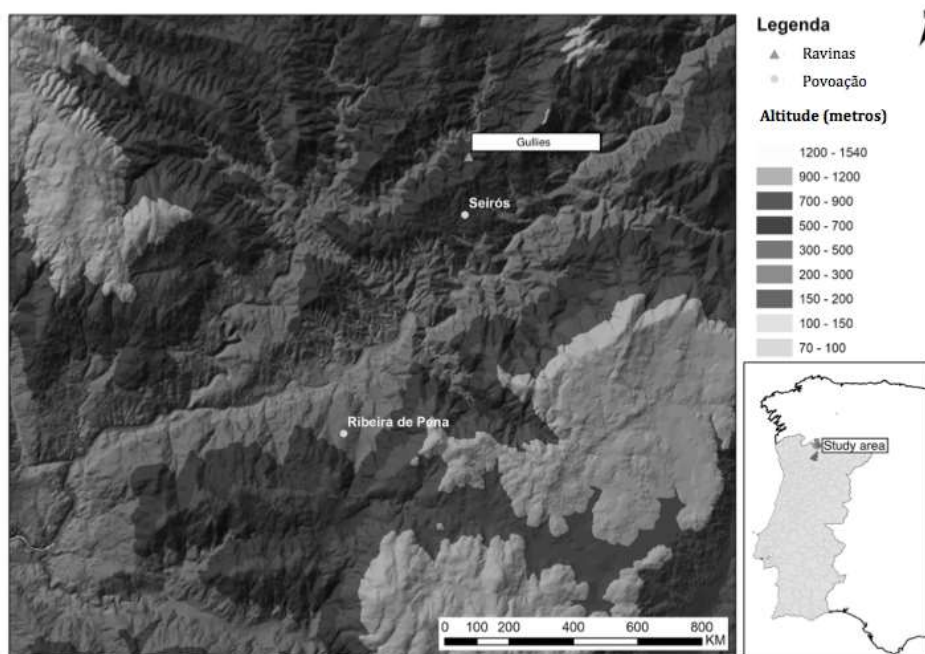 Gullies
Seirós
Ribeira de Pena
0 100 200 400 600 800
KM
Legenda
Ravinas
Povoação
Altitude (metros)
1200 - 1540
900 - 1200
700 - 900
500 - 700
300 - 500
200 - 300
150 - 200
100 - 150
70 - 100
Study area